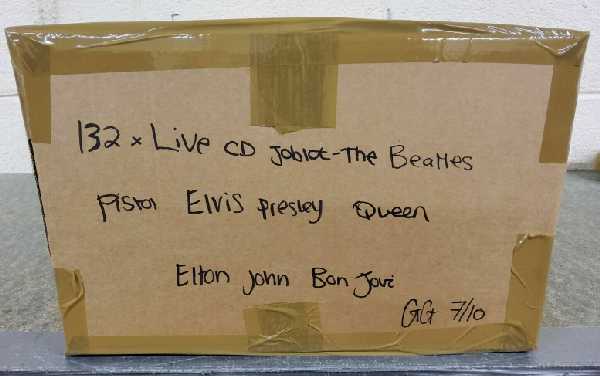 132 x Live CD Joblot - The Beatles
Pistol Elvis Presley Queen
Elton John Bon Jovi
GG 7/10